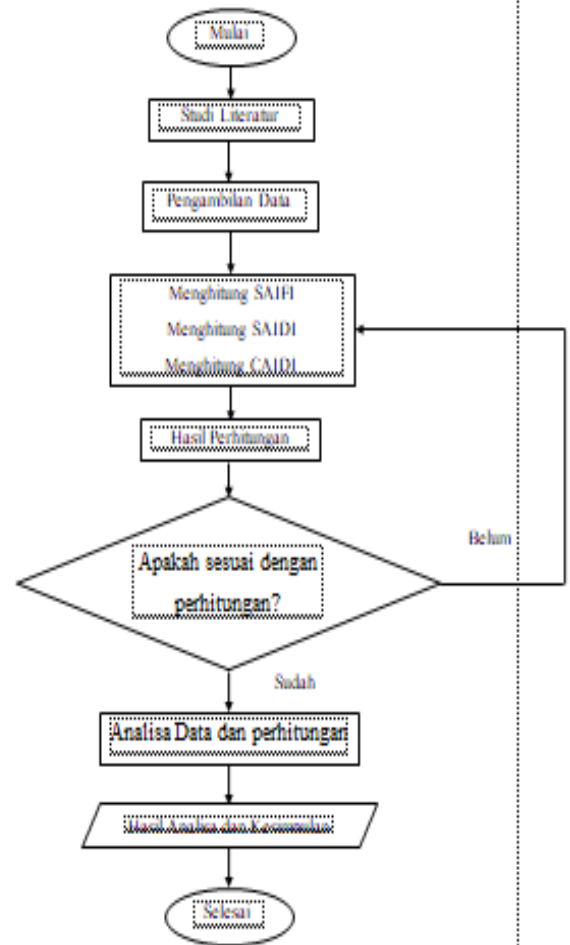 Mulai
Studi Literatur
Pengambilan Data
Menghitung SAIFI
Menghitung SAIDI
Menghitung CAIDI
Hasil Perhitungan
Apakah sesuai dengan
perhitungan?
Belum
Sudah
Analisa Data dan perhitungan
Hasil Analisa dan Kesimpulan
Selesai